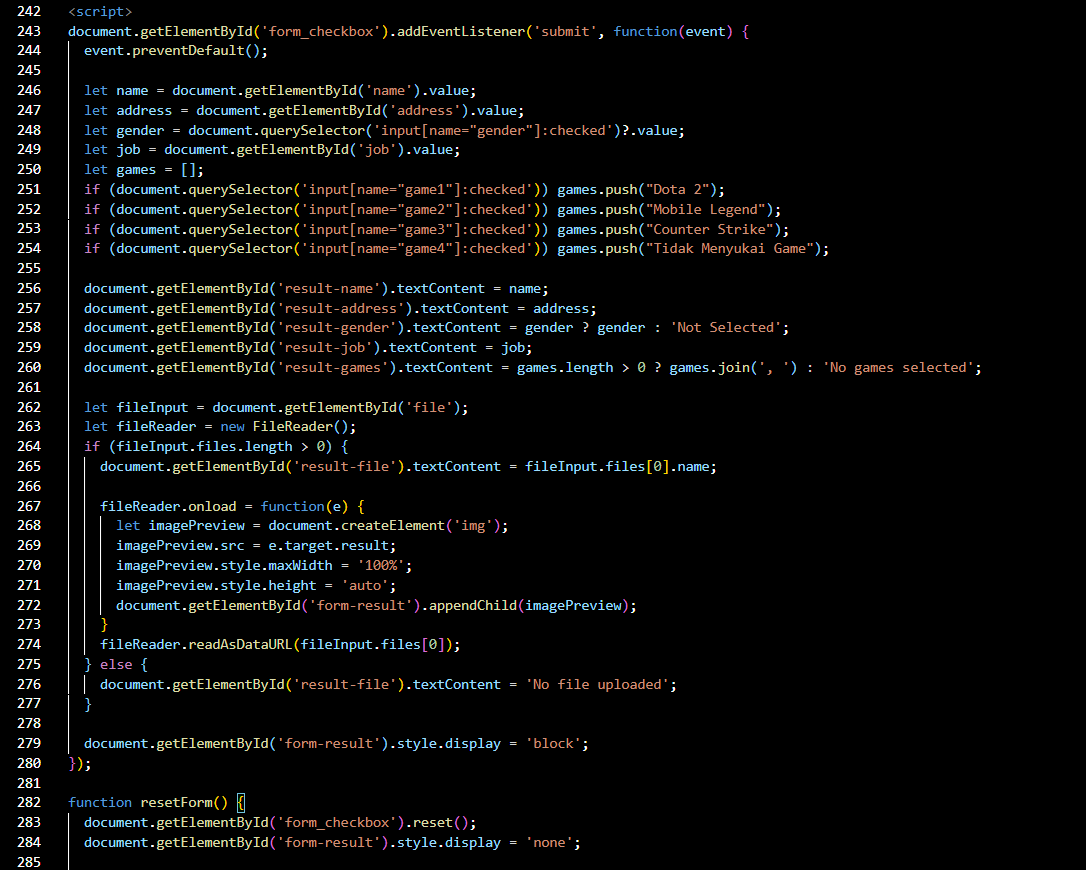 242 <script>
243 document.getElementById('form_checkbox').addEventListener('submit', function(event) {
244   event.preventDefault();
245
246   let name = document.getElementById('name').value;
247   let address = document.getElementById('address').value;
248   let gender = document.querySelector('input[name="gender"]:checked')?.value;
249   let job = document.getElementById('job').value;
250   let games = [];
251   if (document.querySelector('input[name="game1"]:checked')) games.push("Dota 2");
252   if (document.querySelector('input[name="game2"]:checked')) games.push("Mobile Legend");
253   if (document.querySelector('input[name="game3"]:checked')) games.push("Counter Strike");
254   if (document.querySelector('input[name="game4"]:checked')) games.push("Tidak Menyukai Game");
255
256   document.getElementById('result-name').textContent = name;
257   document.getElementById('result-address').textContent = address;
258   document.getElementById('result-gender').textContent = gender ? gender : 'Not Selected';
259   document.getElementById('result-job').textContent = job;
260   document.getElementById('result-games').textContent = games.length > 0 ? games.join(', ') : 'No games selected';
261
262   let fileInput = document.getElementById('file');
263   let fileReader = new FileReader();
264   if (fileInput.files.length > 0) {
265     document.getElementById('result-file').textContent = fileInput.files[0].name;
266
267     fileReader.onload = function(e) {
268       let imagePreview = document.createElement('img');
269       imagePreview.src = e.target.result;
270       imagePreview.style.maxWidth = '100%';
271       imagePreview.style.height = 'auto';
272       document.getElementById('form-result').appendChild(imagePreview);
273     }
274     fileReader.readAsDataURL(fileInput.files[0]);
275   } else {
276     document.getElementById('result-file').textContent = 'No file uploaded';
277   }
278
279   document.getElementById('form-result').style.display = 'block';
280 });
281
282 function resetForm() {
283   document.getElementById('form_checkbox').reset();
284   document.getElementById('form-result').style.display = 'none';
285